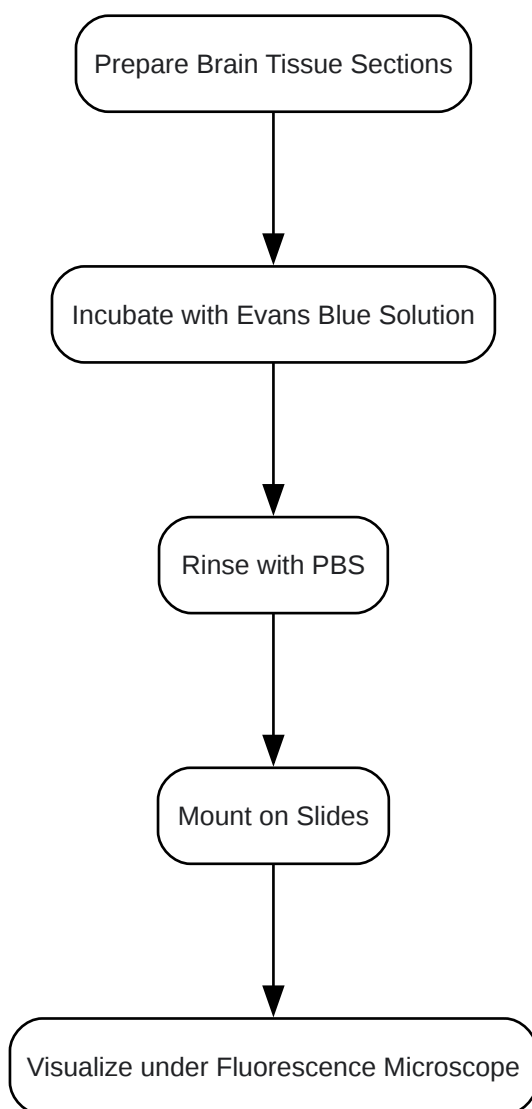 Prepare Brain Tissue Sections
Incubate with Evans Blue Solution
Rinse with PBS
Mount on Slides
Visualize under Fluorescence Microscope